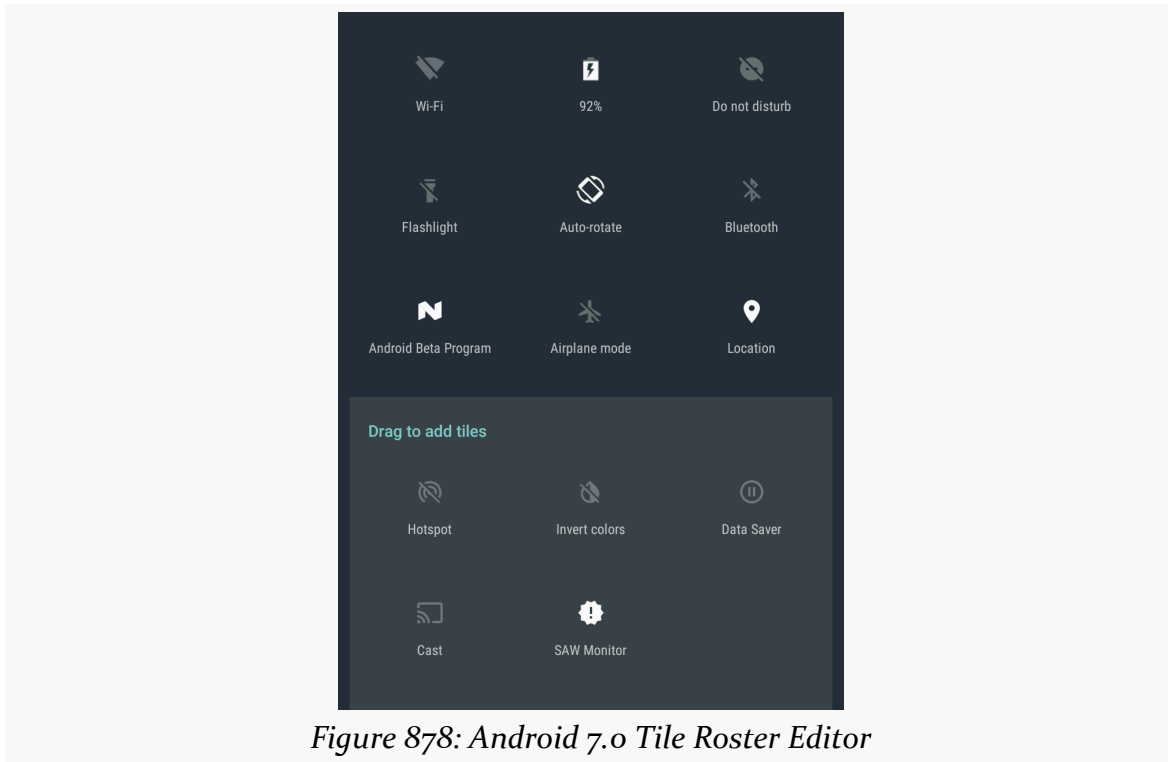 Wi-Fi 92% Do not disturb
Flashlight Auto-rotate Bluetooth
Android Beta Program Airplane mode Location
Drag to add tiles
Hotspot Invert colors Data Saver
Cast SAW Monitor
Figure 878: Android 7.0 Tile Roster Editor